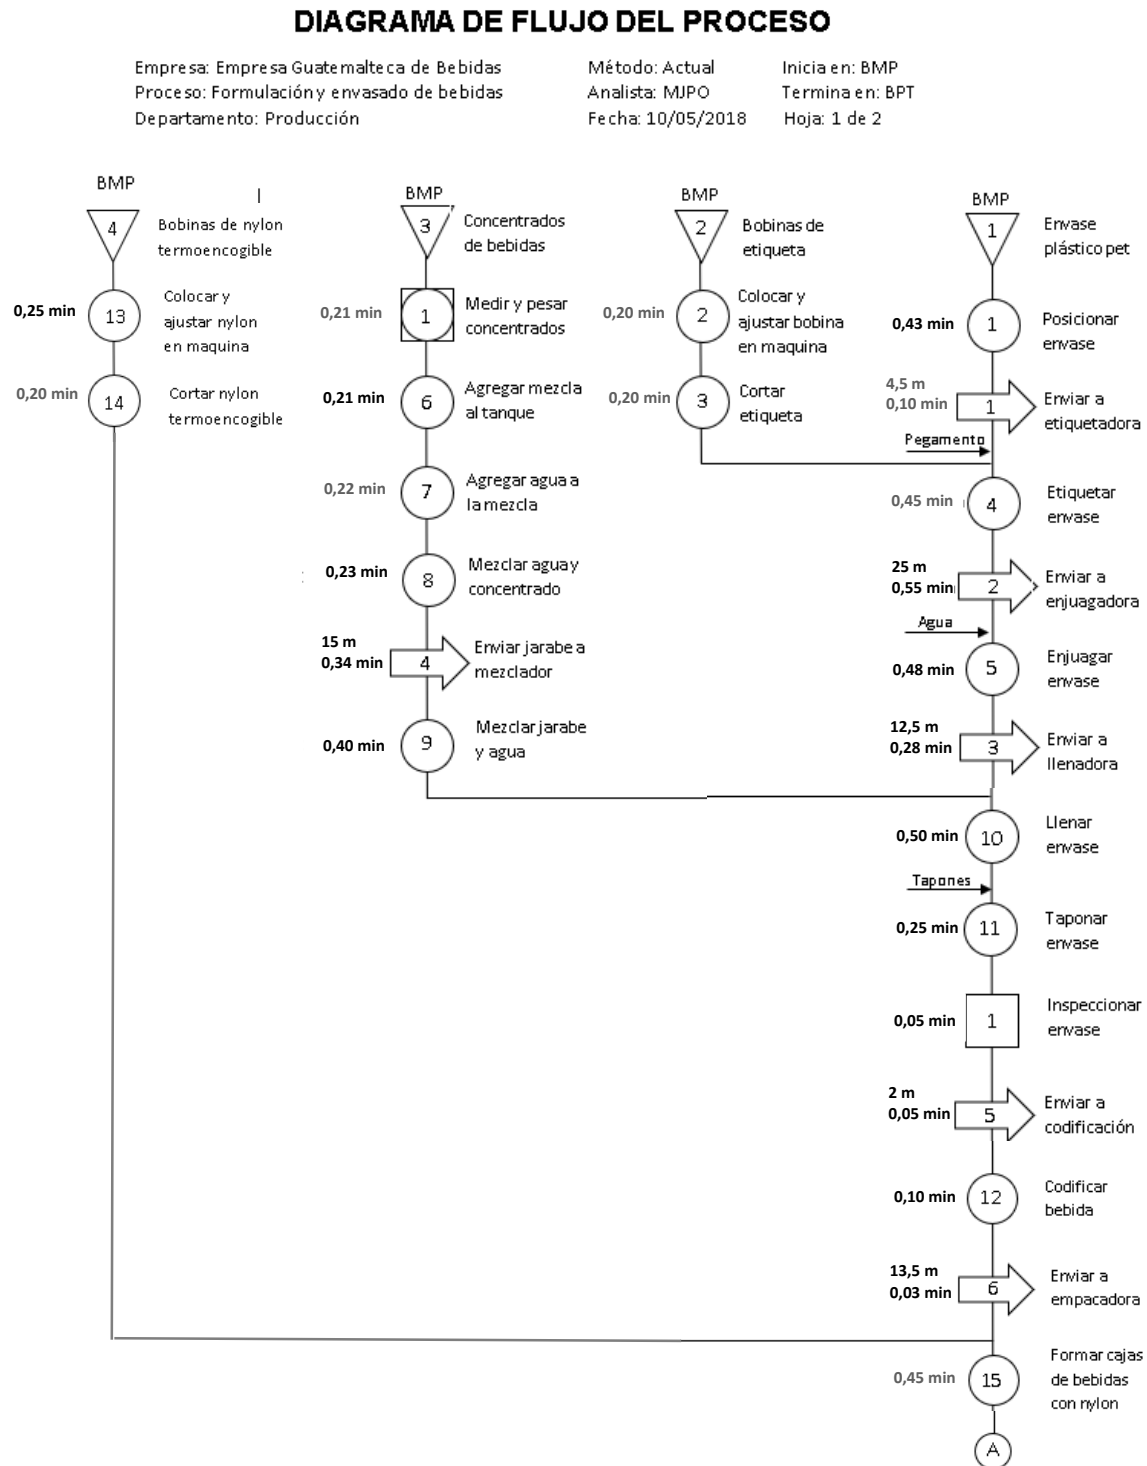 DIAGRAMA DE FLUJO DEL PROCESO
Empresa: Empresa Guatemalteca de Bebidas
Proceso: Formulación y envasado de bebidas
Departamento: Producción
Método: Actual
Analista: MJPO
Fecha: 10/05/2018
Inicia en: BMP
Termina en: BPT
Hoja: 1 de 2
BMP
4
Bobinas de nylon
termoencogible
0,25 min
13
Colocar y
ajustar nylon
en maquina
0,20 min
14
Cortar nylon
termoencogible
BMP
3
Concentrados
de bebidas
0,21 min
1
Medir y pesar
concentrados
0,21 min
6
Agregar mezcla
al tanque
0,22 min
7
Agregar agua a
la mezcla
0,23 min
8
Mezclar agua y
concentrado
15 m
0,34 min
4
Enviar jarabe a
mezclador
0,40 min
9
Mezclar jarabe
y agua
BMP
2
Bobinas de
etiqueta
0,20 min
2
Colocar y
ajustar bobina
en maquina
0,20 min
3
Cortar
etiqueta
BMP
1
Envase
plástico pet
0,43 min
1
Posicionar
envase
4,5 m
0,10 min
1
Enviar a
etiquetadora
Pegamento
0,45 min
4
Etiquetar
envase
25 m
0,55 min
2
Enviar a
enjuagadora
Agua
0,48 min
5
Enjuagar
envase
12,5 m
0,28 min
3
Enviar a
llenadora
0,50 min
10
Llenar
envase
Tapones
0,25 min
11
Taponar
envase
0,05 min
1
Inspeccionar
envase
2 m
0,05 min
5
Enviar a
codificación
0,10 min
12
Codificar
bebida
13,5 m
0,03 min
6
Enviar a
empacadora
0,45 min
15
Formar cajas
de bebidas
con nylon
A